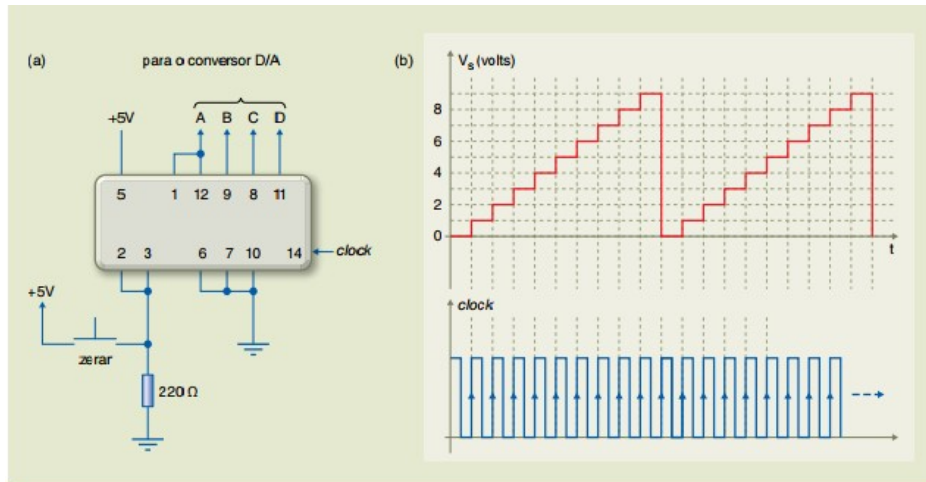 (a)
para o conversor D/A
+5V
A B C D
5 1 12 9 8 11
2 3 6 7 10 14
clock
+5V
zerar
220 Ω
(b)
Vs (volts)
8
6
4
2
0
t
clock